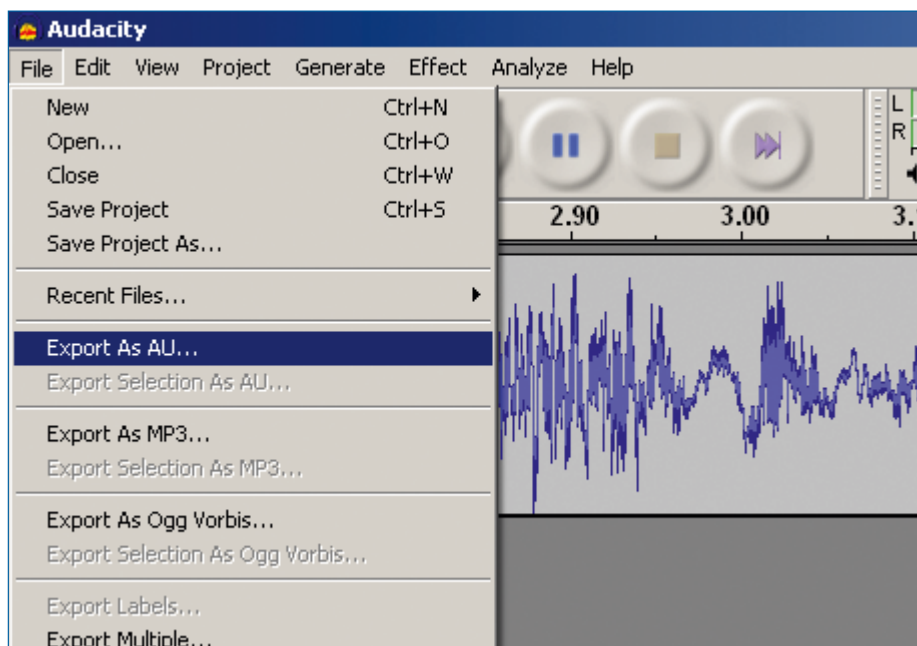 Audacity
File Edit View Project Generate Effect Analyze Help
New Ctrl+N
Open... Ctrl+O
Close Ctrl+W
Save Project Ctrl+S
Save Project As...
Recent Files...
Export As AU...
Export Selection As AU...
Export As MP3...
Export Selection As MP3...
Export As Ogg Vorbis...
Export Selection As Ogg Vorbis...
Export Labels...
Export Multiple...
L
R
2.90 3.00